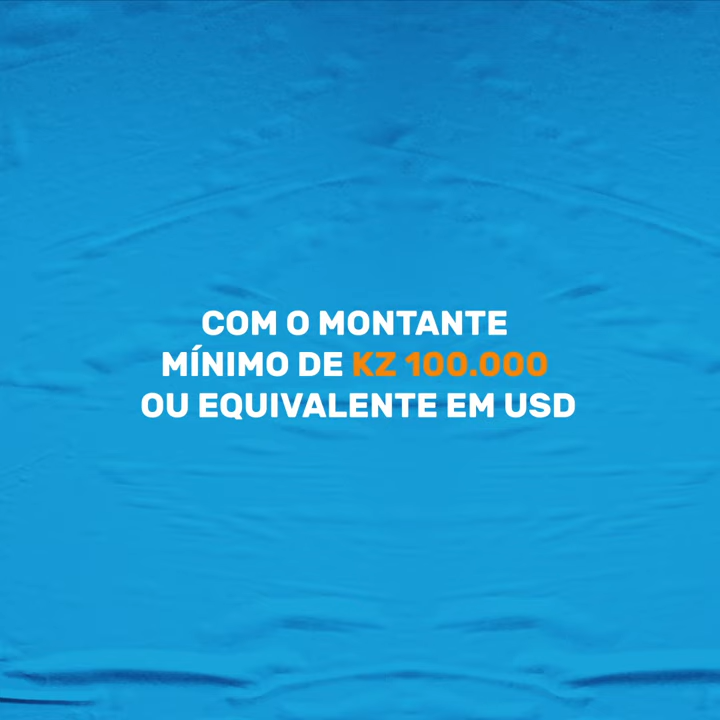 COM O MONTANTE
MÍNIMO DE KZ 100.000
OU EQUIVALENTE EM USD